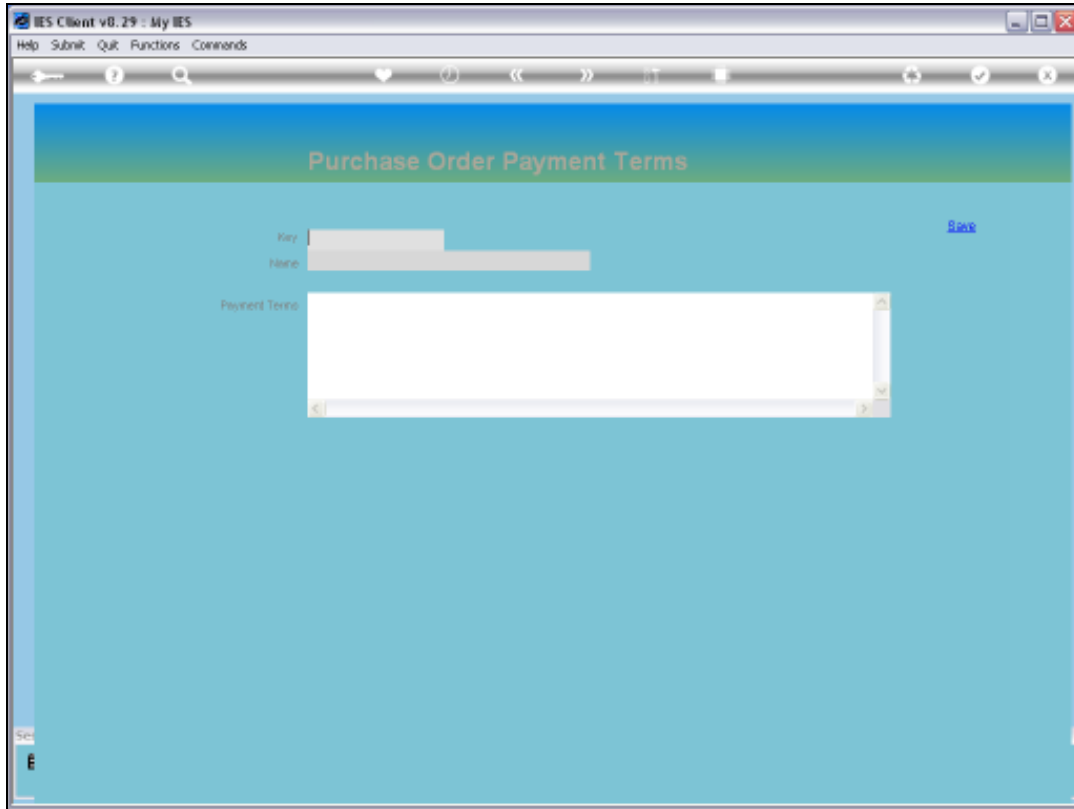 IES Client v8.29 : My IES
Help Submit Quit Functions Commands
Purchase Order Payment Terms
Save
Key
Name
Payment Terms